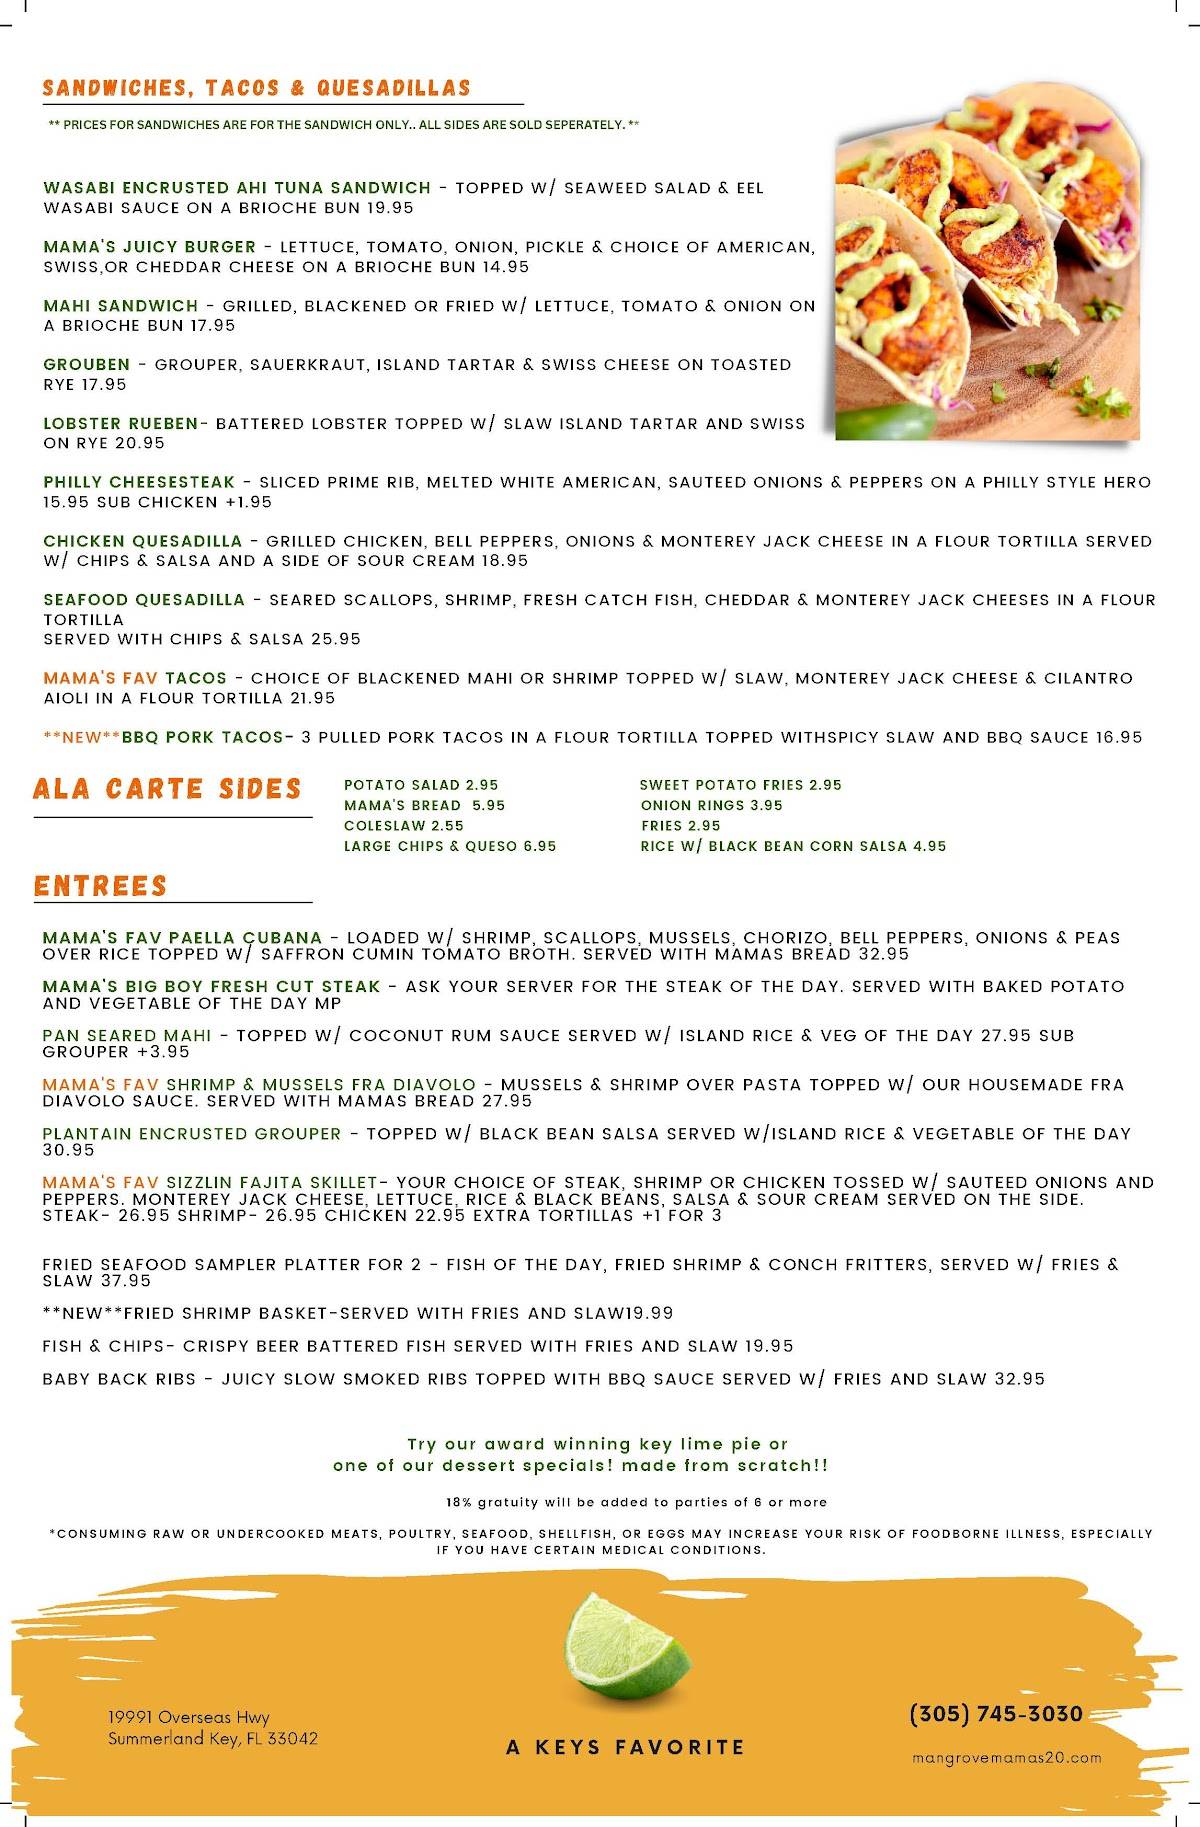 SANDWICHES, TACOS & QUESADILLAS
** PRICES FOR SANDWICHES ARE FOR THE SANDWICH ONLY.. ALL SIDES ARE SOLD SEPERATELY. **
WASABI ENCRUSTED AHI TUNA SANDWICH - TOPPED W/ SEAWEED SALAD & EEL
WASABI SAUCE ON A BRIOCHE BUN 19.95
MAMA'S JUICY BURGER - LETTUCE, TOMATO, ONION, PICKLE & CHOICE OF AMERICAN,
SWISS,OR CHEDDAR CHEESE ON A BRIOCHE BUN 14.95
MAHI SANDWICH - GRILLED, BLACKENED OR FRIED W/ LETTUCE, TOMATO & ONION ON
A BRIOCHE BUN 17.95
GROUBEN - GROUPER, SAUERKRAUT, ISLAND TARTAR & SWISS CHEESE ON TOASTED
RYE 17.95
LOBSTER RUEBEN- BATTERED LOBSTER TOPPED W/ SLAW ISLAND TARTAR AND SWISS
ON RYE 20.95
PHILLY CHEESESTEAK - SLICED PRIME RIB, MELTED WHITE AMERICAN, SAUTEED ONIONS & PEPPERS ON A PHILLY STYLE HERO
15.95 SUB CHICKEN +1.95
CHICKEN QUESADILLA - GRILLED CHICKEN, BELL PEPPERS, ONIONS & MONTEREY JACK CHEESE IN A FLOUR TORTILLA SERVED
W/ CHIPS & SALSA AND A SIDE OF SOUR CREAM 18.95
SEAFOOD QUESADILLA - SEARED SCALLOPS, SHRIMP, FRESH CATCH FISH, CHEDDAR & MONTEREY JACK CHEESES IN A FLOUR
TORTILLA
SERVED WITH CHIPS & SALSA 25.95
MAMA'S FAV TACOS - CHOICE OF BLACKENED MAHI OR SHRIMP TOPPED W/ SLAW, MONTEREY JACK CHEESE & CILANTRO
AIOLI IN A FLOUR TORTILLA 21.95
**NEW**BBQ PORK TACOS- 3 PULLED PORK TACOS IN A FLOUR TORTILLA TOPPED WITHSPICY SLAW AND BBQ SAUCE 16.95
ALA CARTE SIDES
POTATO SALAD 2.95
MAMA'S BREAD 5.95
COLESLAW 2.55
LARGE CHIPS & QUESO 6.95
SWEET POTATO FRIES 2.95
ONION RINGS 3.95
FRIES 2.95
RICE W/ BLACK BEAN CORN SALSA 4.95
ENTREES
MAMA'S FAV PAELLA CUBANA - LOADED W/ SHRIMP, SCALLOPS, MUSSELS, CHORIZO, BELL PEPPERS, ONIONS & PEAS
OVER RICE TOPPED W/ SAFFRON CUMIN TOMATO BROTH. SERVED WITH MAMAS BREAD 32.95
MAMA'S BIG BOY FRESH CUT STEAK - ASK YOUR SERVER FOR THE STEAK OF THE DAY. SERVED WITH BAKED POTATO
AND VEGETABLE OF THE DAY MP
PAN SEARED MAHI - TOPPED W/ COCONUT RUM SAUCE SERVED W/ ISLAND RICE & VEG OF THE DAY 27.95 SUB
GROUPER +3.95
MAMA'S FAV SHRIMP & MUSSELS FRA DIAVOLO - MUSSELS & SHRIMP OVER PASTA TOPPED W/ OUR HOUSEMADE FRA
DIAVOLO SAUCE. SERVED WITH MAMAS BREAD 27.95
PLANTAIN ENCRUSTED GROUPER - TOPPED W/ BLACK BEAN SALSA SERVED W/ISLAND RICE & VEGETABLE OF THE DAY
30.95
MAMA'S FAV SIZZLIN FAJITA SKILLET- YOUR CHOICE OF STEAK, SHRIMP OR CHICKEN TOSSED W/ SAUTEED ONIONS AND
PEPPERS. MONTEREY JACK CHEESE, LETTUCE, RICE & BLACK BEANS, SALSA & SOUR CREAM SERVED ON THE SIDE.
STEAK- 26.95 SHRIMP- 26.95 CHICKEN 22.95 EXTRA TORTILLAS +1 FOR 3
FRIED SEAFOOD SAMPLER PLATTER FOR 2 - FISH OF THE DAY, FRIED SHRIMP & CONCH FRITTERS, SERVED W/ FRIES &
SLAW 37.95
**NEW**FRIED SHRIMP BASKET-SERVED WITH FRIES AND SLAW19.99
FISH & CHIPS- CRISPY BEER BATTERED FISH SERVED WITH FRIES AND SLAW 19.95
BABY BACK RIBS - JUICY SLOW SMOKED RIBS TOPPED WITH BBQ SAUCE SERVED W/ FRIES AND SLAW 32.95
Try our award winning key lime pie or
one of our dessert specials! made from scratch!!
18% gratuity will be added to parties of 6 or more
*CONSUMING RAW OR UNDERCOOKED MEATS, POULTRY, SEAFOOD, SHELLFISH, OR EGGS MAY INCREASE YOUR RISK OF FOODBORNE ILLNESS, ESPECIALLY
IF YOU HAVE CERTAIN MEDICAL CONDITIONS.
19991 Overseas Hwy
Summerland Key, FL 33042
A KEYS FAVORITE
(305) 745-3030
mangrovemamas20.com